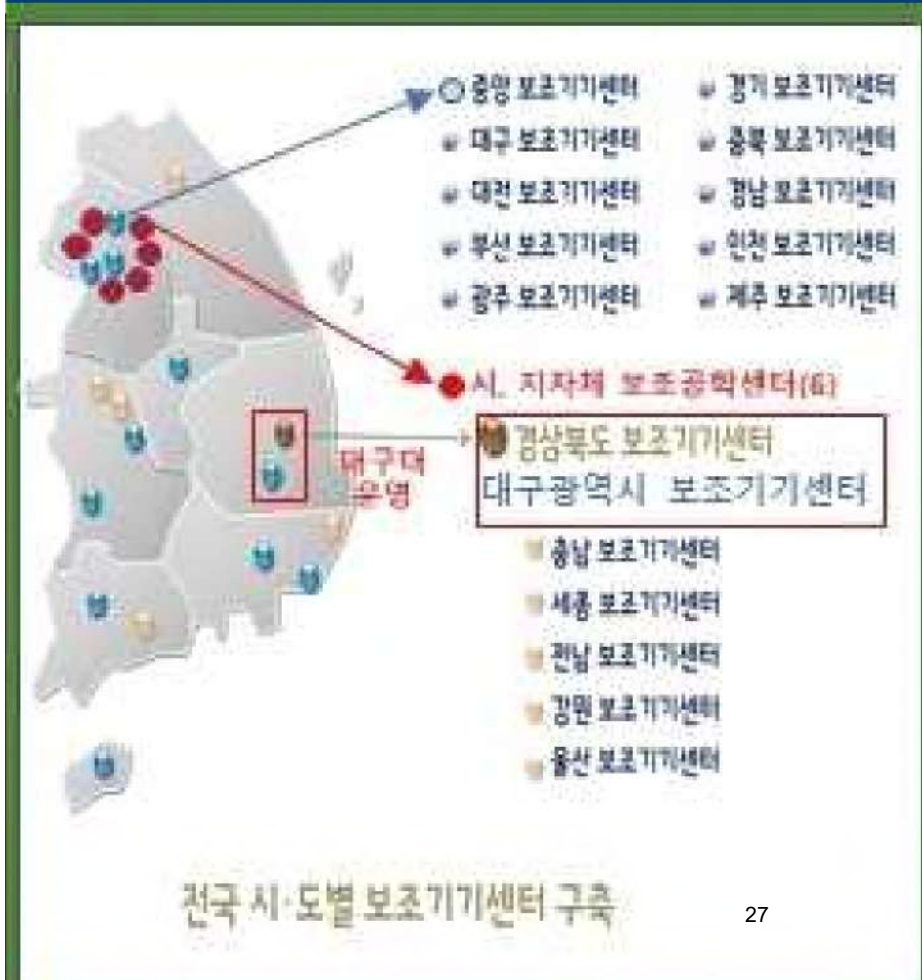 중앙 보조기기센터
경기 보조기기센터
대구 보조기기센터
충북 보조기기센터
대전 보조기기센터
경남 보조기기센터
부산 보조기기센터
인천 보조기기센터
광주 보조기기센터
제주 보조기기센터
시. 지자체 보조공학센터(6)
경상북도 보조기기센터
대구광역시 보조기기센터
대구대
운영
충남 보조기기센터
세종 보조기기센터
전남 보조기기센터
강원 보조기기센터
울산 보조기기센터
전국 시·도별 보조기기센터 구축
27